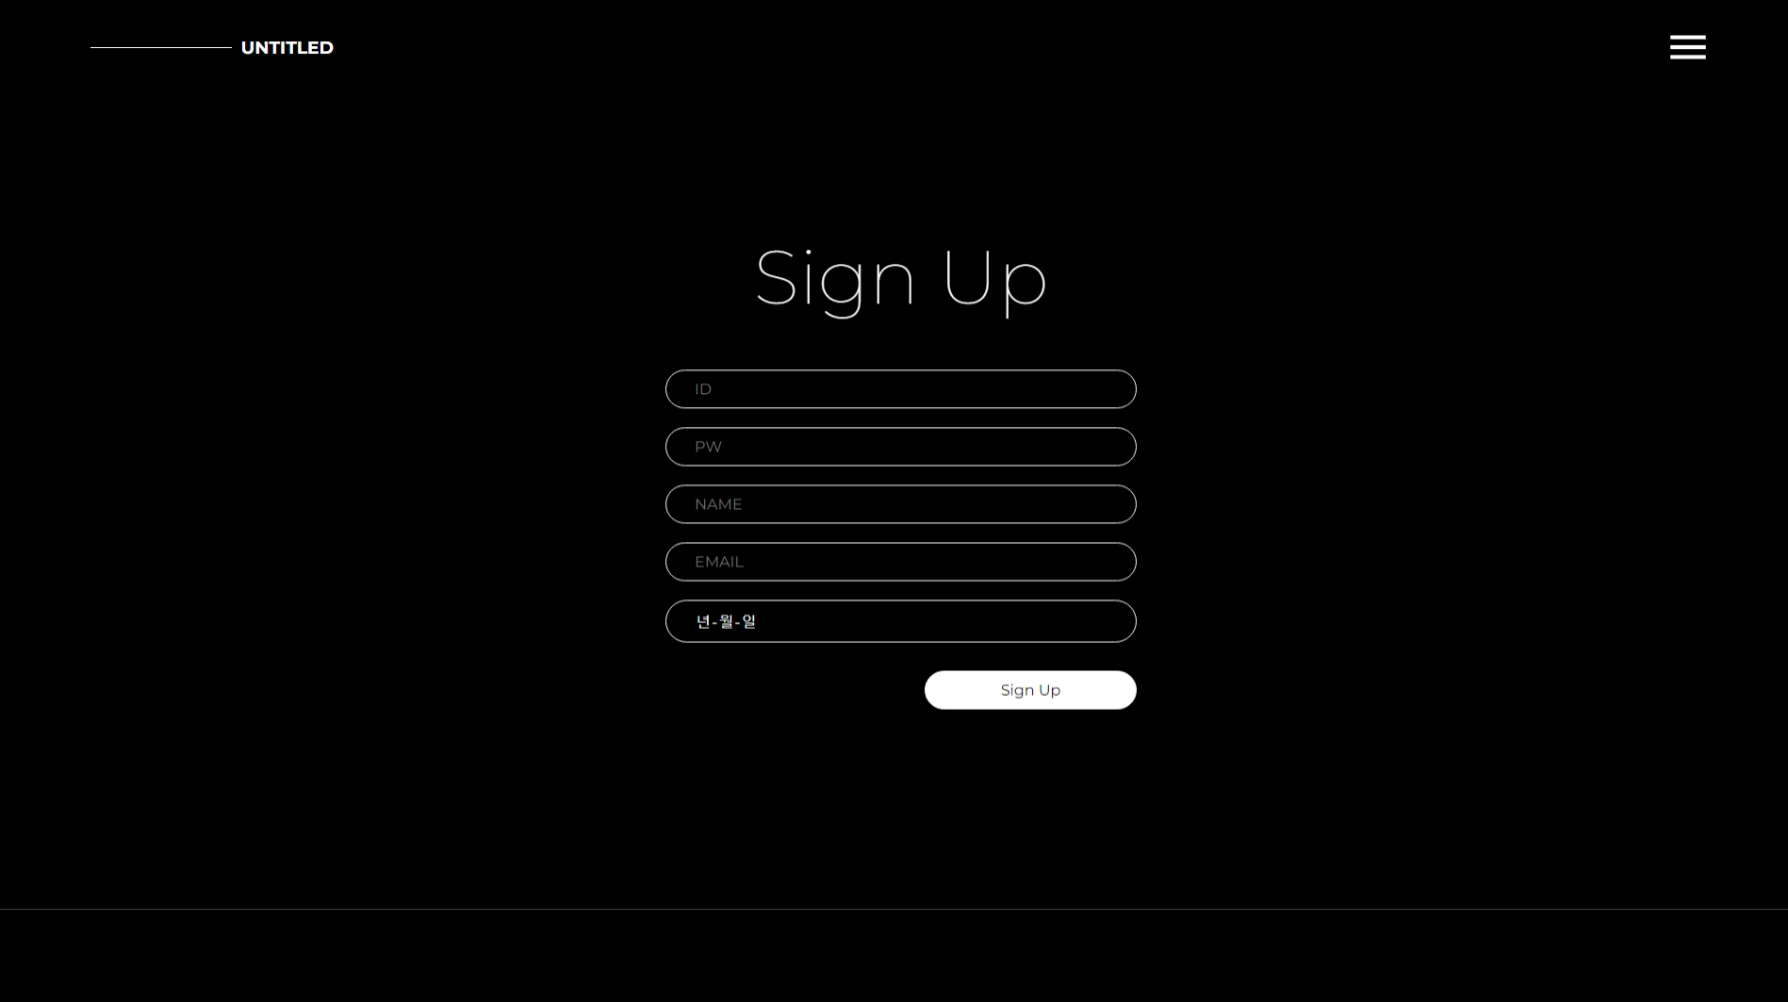 UNTITLED
Sign Up
ID
PW
NAME
EMAIL
년-월-일
Sign Up